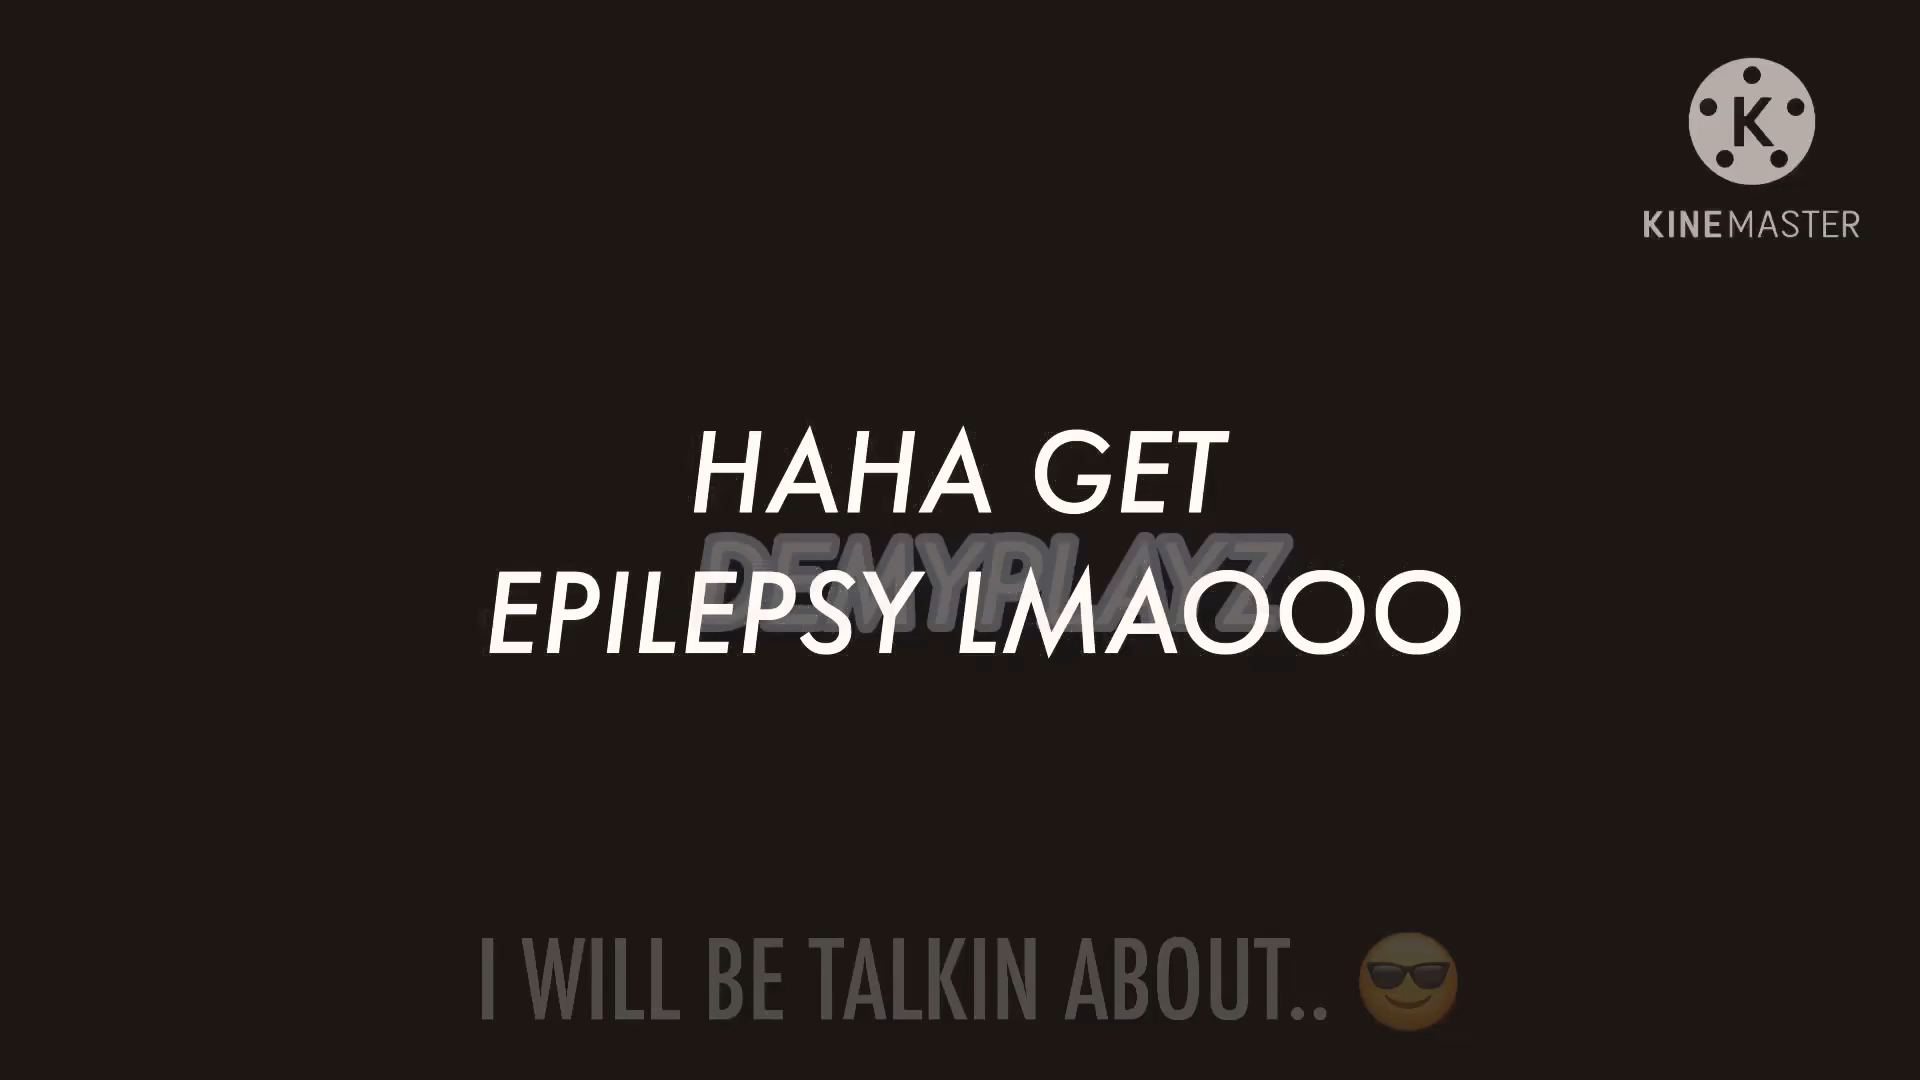 KINEMASTER
HAHA GET
DEMYPLAYZ
EPILEPSY LMAOOO
I WILL BE TALKIN ABOUT.. 😎